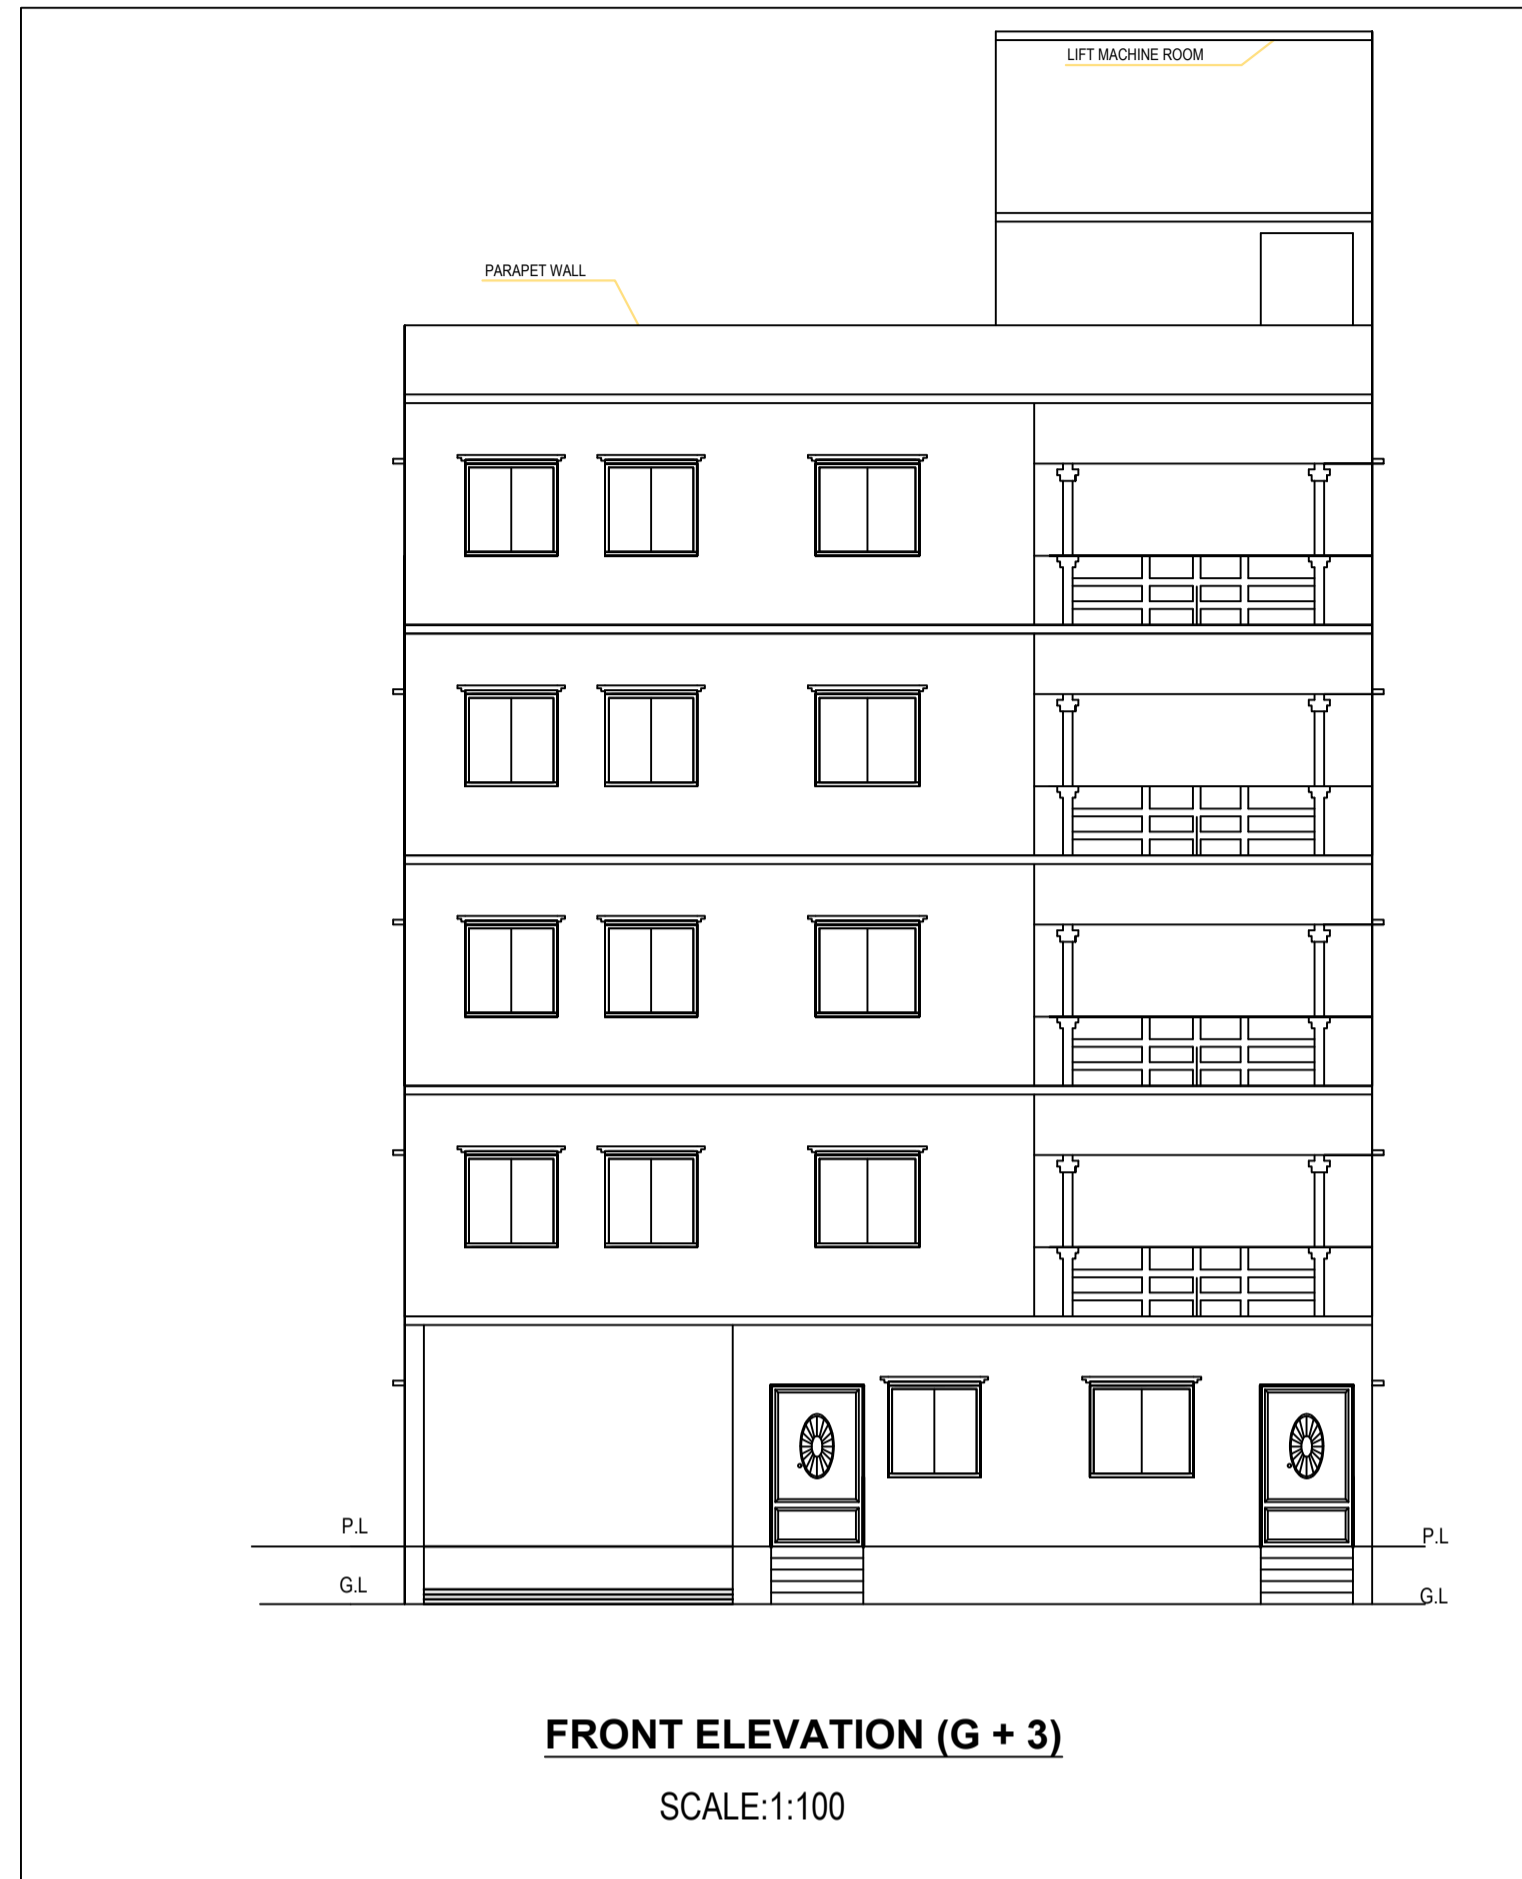 LIFT MACHINE ROOM
PARAPET WALL
P.L
P.L
G.L
G.L
FRONT ELEVATION (G + 3)
SCALE:1:100